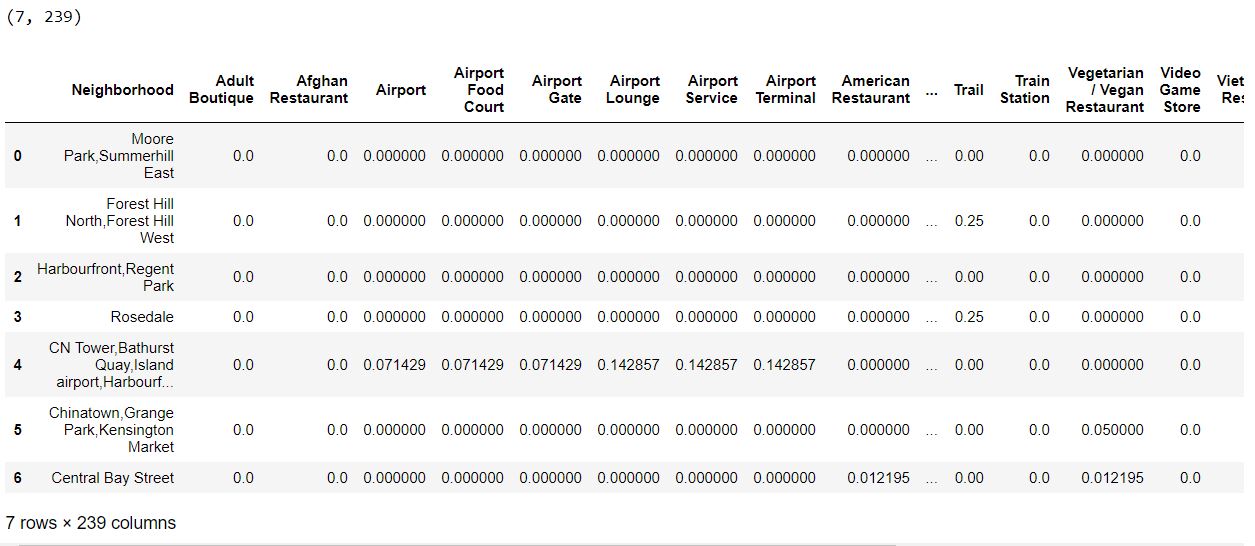 (7, 239)
Neighborhood Adult Boutique Afghan Restaurant Airport Airport Food Court Airport Gate Airport Lounge Airport Service Airport Terminal American Restaurant ... Trail Train Station Vegetarian / Vegan Restaurant Video Game Store Viet Res
0 Moore Park,Summerhill East 0.0 0.0 0.000000 0.000000 0.000000 0.000000 0.000000 0.000000 0.000000 ... 0.00 0.0 0.000000 0.0
1 Forest Hill North,Forest Hill West 0.0 0.0 0.000000 0.000000 0.000000 0.000000 0.000000 0.000000 0.000000 ... 0.25 0.0 0.000000 0.0
2 Harbourfront,Regent Park 0.0 0.0 0.000000 0.000000 0.000000 0.000000 0.000000 0.000000 0.000000 ... 0.00 0.0 0.000000 0.0
3 Rosedale 0.0 0.0 0.000000 0.000000 0.000000 0.000000 0.000000 0.000000 0.000000 ... 0.25 0.0 0.000000 0.0
4 CN Tower,Bathurst Quay,Island airport,Harbourf... 0.0 0.0 0.071429 0.071429 0.071429 0.142857 0.142857 0.142857 0.000000 ... 0.00 0.0 0.000000 0.0
5 Chinatown,Grange Park,Kensington Market 0.0 0.0 0.000000 0.000000 0.000000 0.000000 0.000000 0.000000 0.000000 ... 0.00 0.0 0.050000 0.0
6 Central Bay Street 0.0 0.0 0.000000 0.000000 0.000000 0.000000 0.000000 0.000000 0.012195 ... 0.00 0.0 0.012195 0.0
7 rows × 239 columns